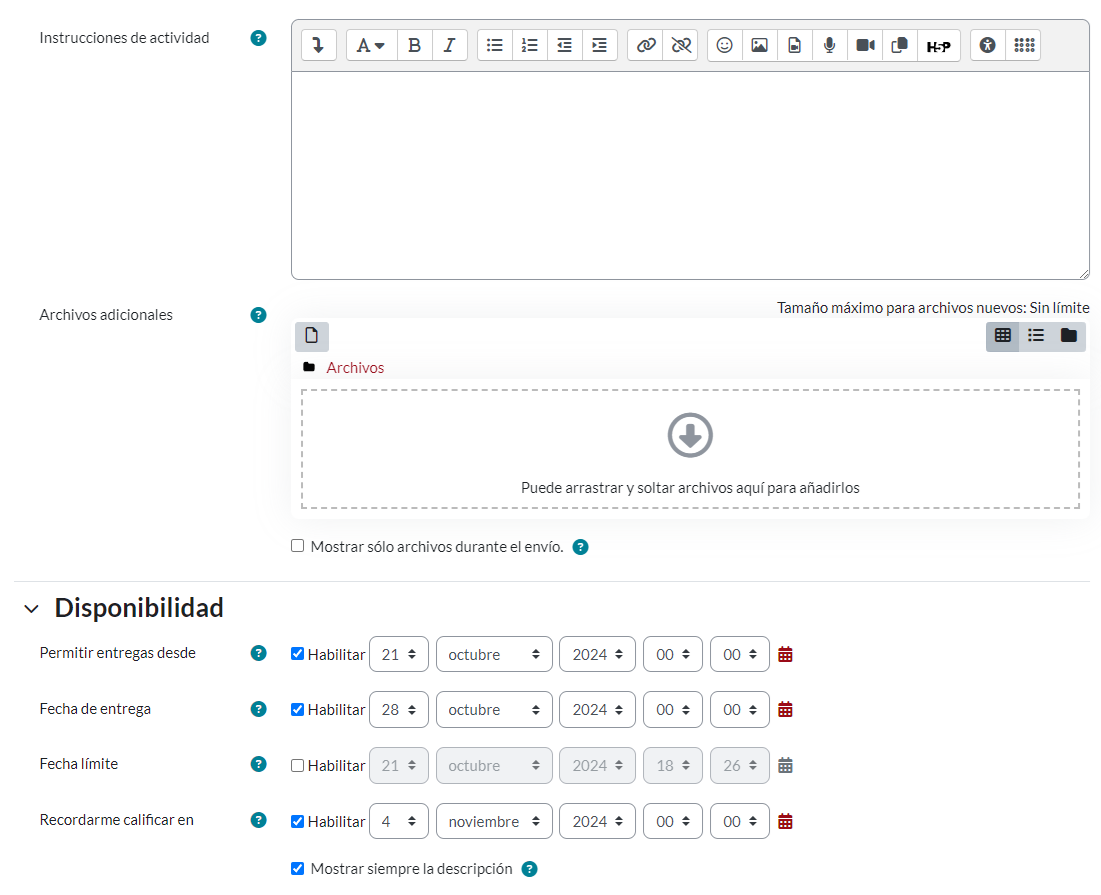 Instrucciones de actividad
A B I
H5P
Archivos adicionales
Tamaño máximo para archivos nuevos: Sin límite
Archivos
Puede arrastrar y soltar archivos aquí para añadirlos
Mostrar sólo archivos durante el envío.
Disponibilidad
Permitir entregas desde Habilitar 21 octubre 2024 00 00
Fecha de entrega Habilitar 28 octubre 2024 00 00
Fecha límite Habilitar 21 octubre 2024 18 26
Recordarme calificar en Habilitar 4 noviembre 2024 00 00
Mostrar siempre la descripción